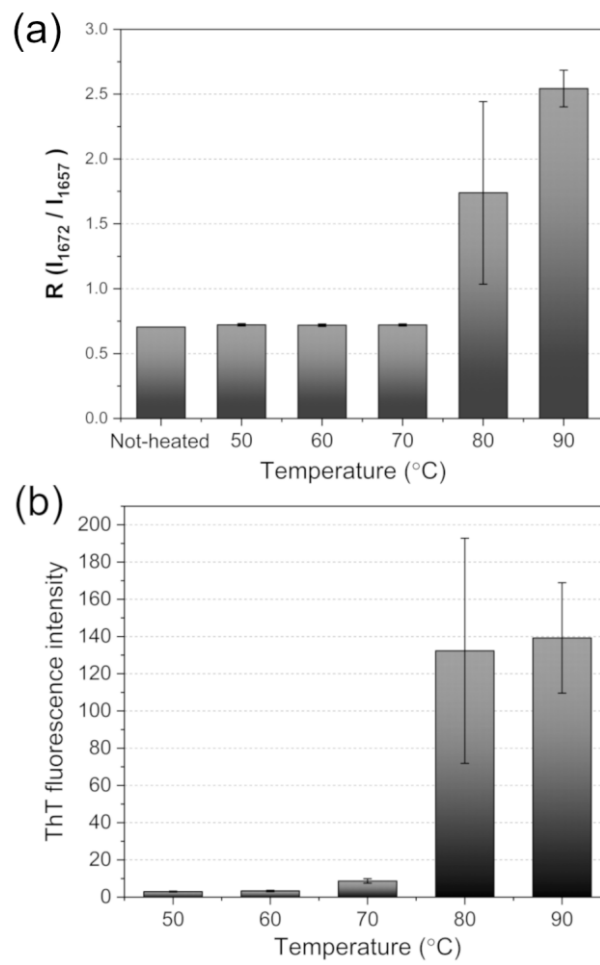 (a)
3.0
2.5
2.0
1.5
1.0
0.5
0.0
R (I1672 / I1657 )
Not-heated 50 60 70 80 90
Temperature (°C)
(b)
200
180
160
140
120
100
80
60
40
20
0
ThT fluorescence intensity
50 60 70 80 90
Temperature (°C)